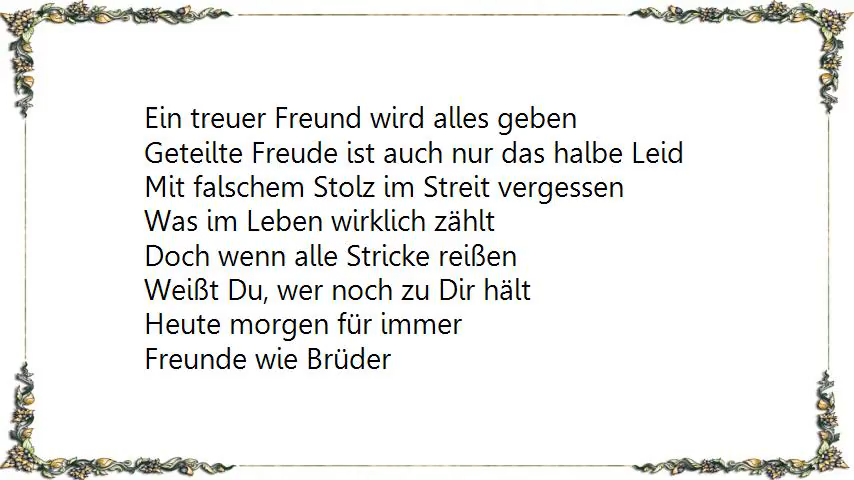 Ein treuer Freund wird alles geben
Geteilte Freude ist auch nur das halbe Leid
Mit falschem Stolz im Streit vergessen
Was im Leben wirklich zählt
Doch wenn alle Stricke reißen
Weißt Du, wer noch zu Dir hält
Heute morgen für immer
Freunde wie Brüder